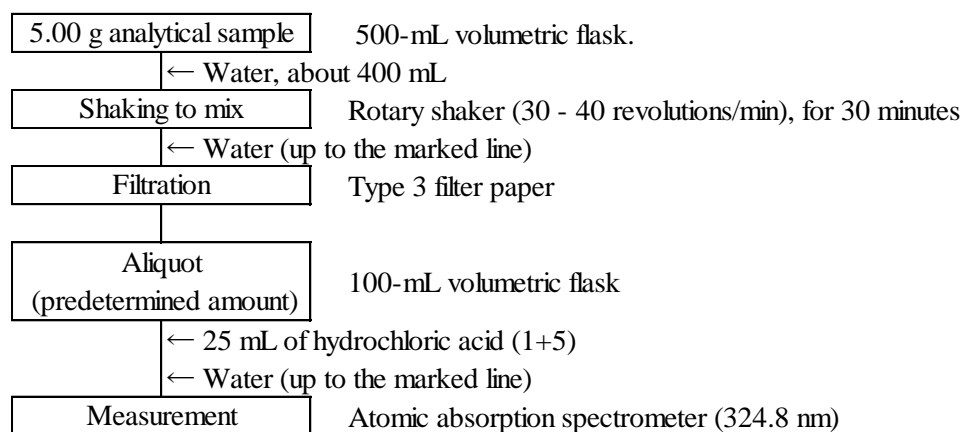 5.00 g analytical sample 500-mL volumetric flask.
← Water, about 400 mL
Shaking to mix Rotary shaker (30 - 40 revolutions/min), for 30 minutes
← Water (up to the marked line)
Filtration Type 3 filter paper
Aliquot
(predetermined amount) 100-mL volumetric flask
← 25 mL of hydrochloric acid (1+5)
← Water (up to the marked line)
Measurement Atomic absorption spectrometer (324.8 nm)